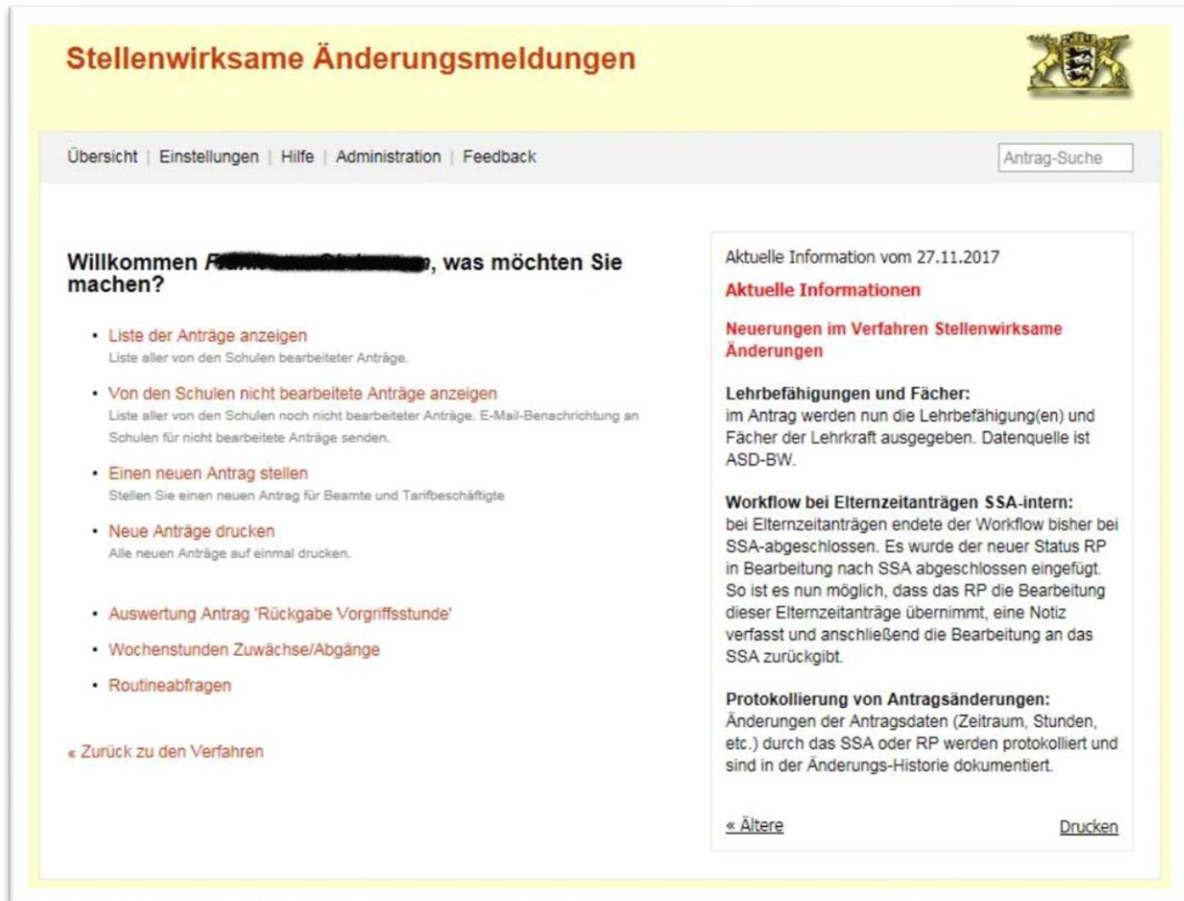 Stellenwirksame Änderungsmeldungen
Übersicht | Einstellungen | Hilfe | Administration | Feedback
Antrag-Suche
Willkommen , was möchten Sie
machen?
• Liste der Anträge anzeigen
Liste aller von den Schulen bearbeiteter Anträge.
• Von den Schulen nicht bearbeitete Anträge anzeigen
Liste aller von den Schulen noch nicht bearbeiteter Anträge. E-Mail-Benachrichtung an
Schulen für nicht bearbeitete Anträge senden.
• Einen neuen Antrag stellen
Stellen Sie einen neuen Antrag für Beamte und Tarifbeschäftigte
• Neue Anträge drucken
Alle neuen Anträge auf einmal drucken.
• Auswertung Antrag 'Rückgabe Vorgriffsstunde'
• Wochenstunden Zuwächse/Abgänge
• Routineabfragen
« Zurück zu den Verfahren
Aktuelle Information vom 27.11.2017
Aktuelle Informationen
Neuerungen im Verfahren Stellenwirksame
Änderungen
Lehrbefähigungen und Fächer:
im Antrag werden nun die Lehrbefähigung(en) und
Fächer der Lehrkraft ausgegeben. Datenquelle ist
ASD-BW.
Workflow bei Elternzeitanträgen SSA-intern:
bei Elternzeitanträgen endete der Workflow bisher bei
SSA-abgeschlossen. Es wurde der neuer Status RP
in Bearbeitung nach SSA abgeschlossen eingefügt.
So ist es nun möglich, dass das RP die Bearbeitung
dieser Elternzeitanträge übernimmt, eine Notiz
verfasst und anschließend die Bearbeitung an das
SSA zurückgibt.
Protokollierung von Antragsänderungen:
Änderungen der Antragsdaten (Zeitraum, Stunden,
etc.) durch das SSA oder RP werden protokolliert und
sind in der Änderungs-Historie dokumentiert.
« Ältere
Drucken